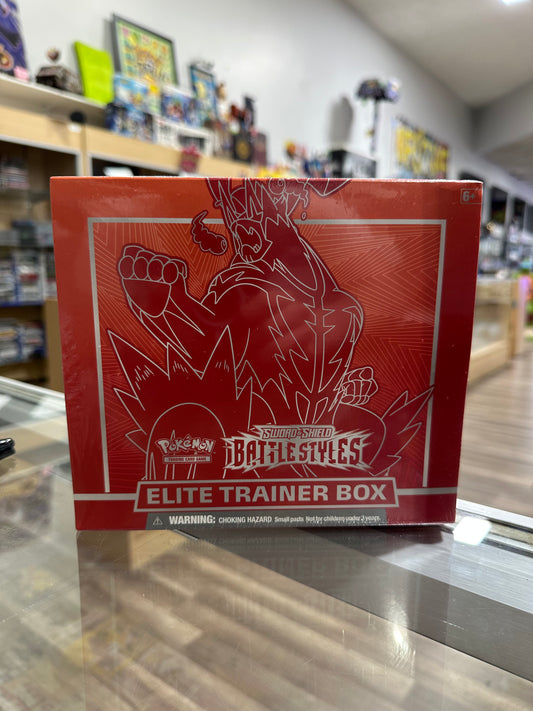 6+
POKÉMON
TRADING CARD GAME
SWORD & SHIELD
BATTLE STYLES
ELITE TRAINER BOX
WARNING: CHOKING HAZARD Small parts. Not for children under 3 years.